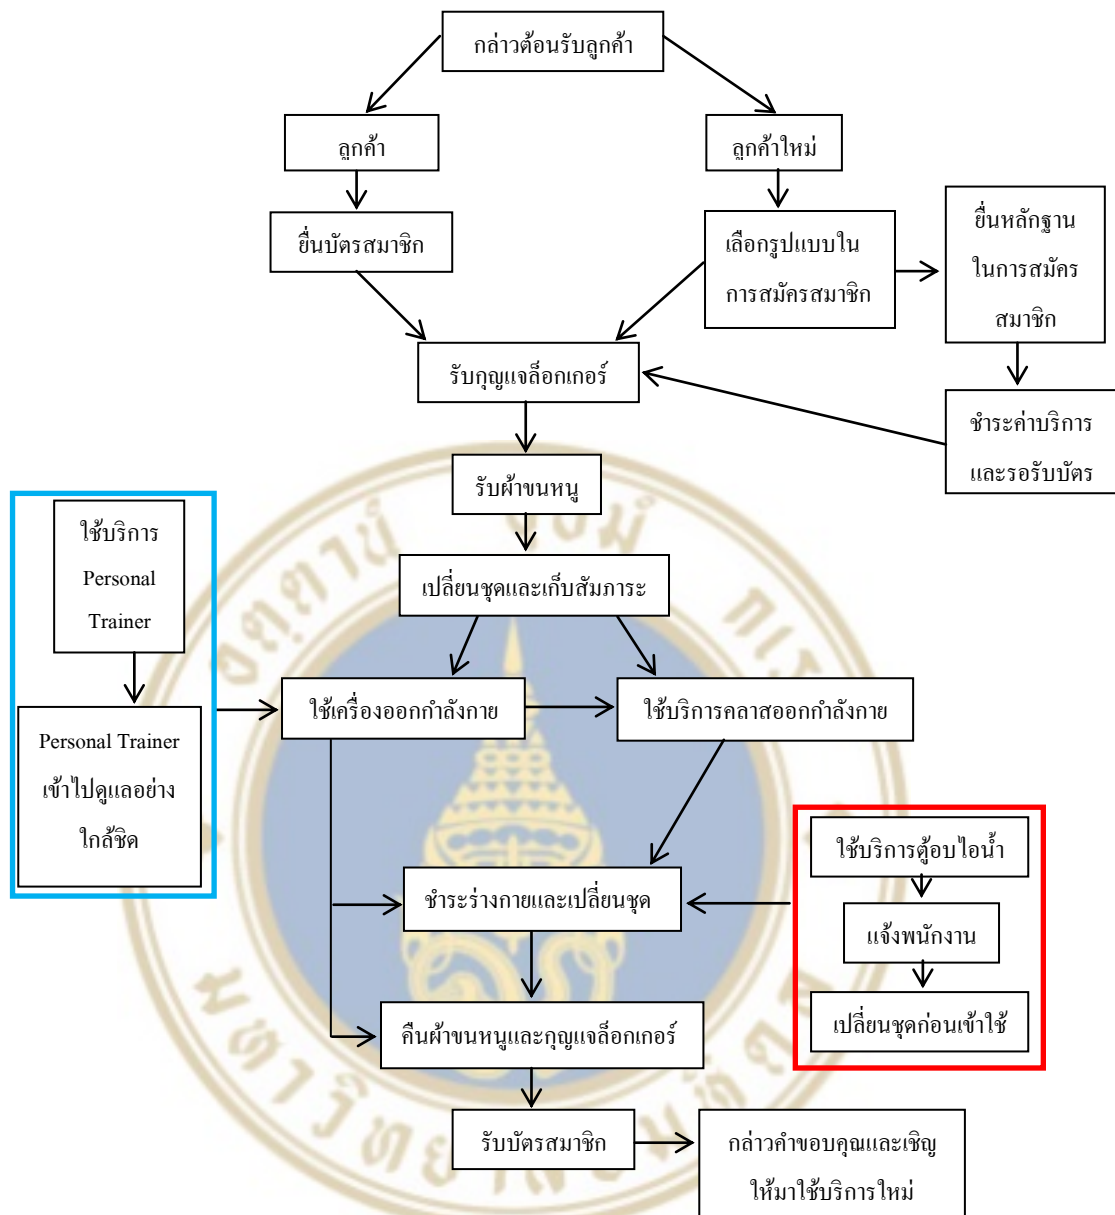 กล่าวต้อนรับลูกค้า
ลูกค้า
ลูกค้าใหม่
ยื่นบัตรสมาชิก
เลือกรูปแบบใน
การสมัครสมาชิก
ยื่นหลักฐาน
ในการสมัคร
สมาชิก
รับกุญแจล็อกเกอร์
ชำระค่าบริการ
และรอรับบัตร
รับผ้าขนหนู
ใช้บริการ
Personal
Trainer
เปลี่ยนชุดและเก็บสัมภาระ
ใช้เครื่องออกกำลังกาย
ใช้บริการคลาสออกกำลังกาย
Personal Trainer
เข้าไปดูแลอย่าง
ใกล้ชิด
ใช้บริการตู้อบไอน้ำ
ชำระร่างกายและเปลี่ยนชุด
แจ้งพนักงาน
เปลี่ยนชุดก่อนเข้าใช้
คืนผ้าขนหนูและกุญแจล็อกเกอร์
รับบัตรสมาชิก
กล่าวคำขอบคุณและเชิญ
ให้มาใช้บริการใหม่